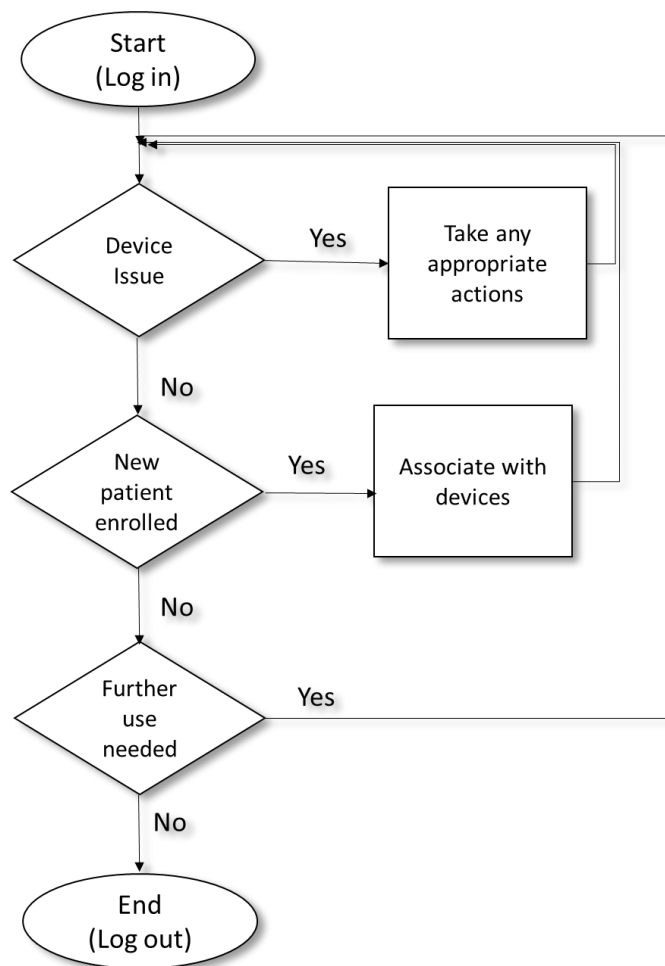 Start
(Log in)
Device
Issue
Yes
Take any
appropriate
actions
No
New
patient
enrolled
Yes
Associate with
devices
No
Further
use
needed
Yes
No
End
(Log out)